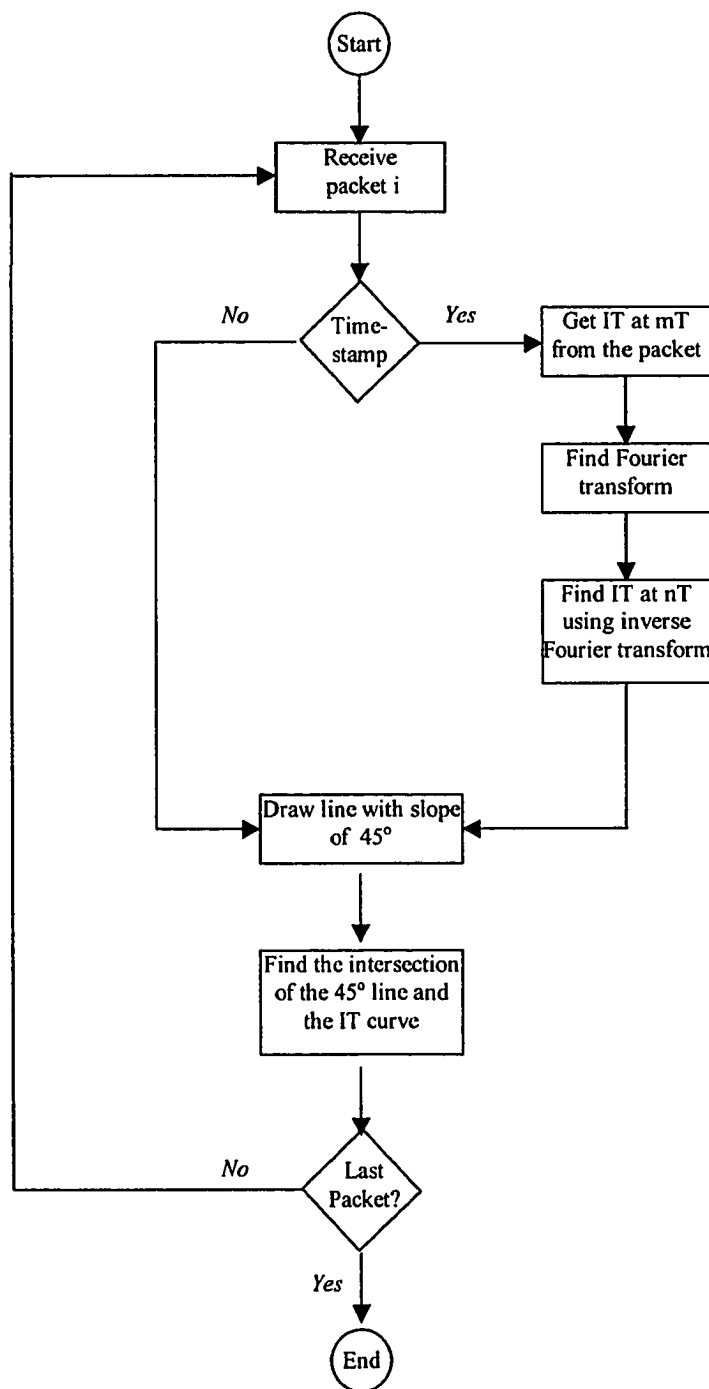 Start
Receive
packet i
No
Time-
stamp
Yes
Get IT at mT
from the packet
Find Fourier
transform
Find IT at nT
using inverse
Fourier transform
Draw line with slope
of 45°
Find the intersection
of the 45° line and
the IT curve
No
Last
Packet?
Yes
End